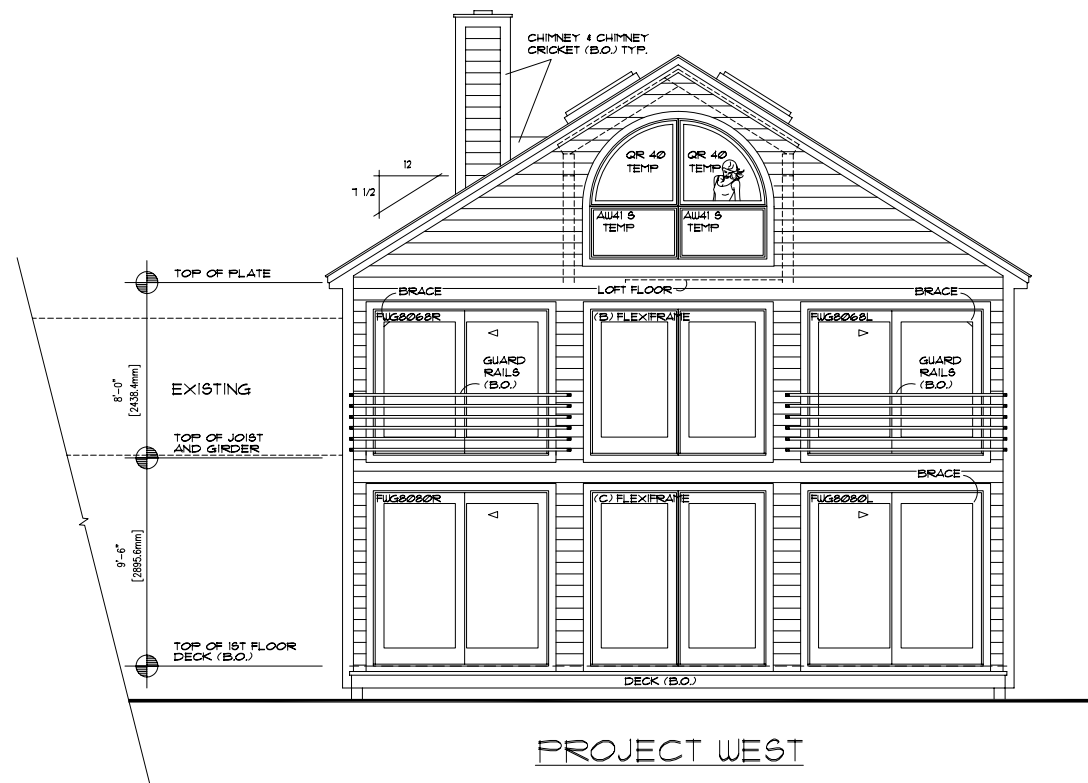 CHIMNEY & CHIMNEY
CRICKET (B.O.) TYP.
12
7 1/2
QR 40
TEMP
QR 40
TEMP
AW41 S
TEMP
AW41 S
TEMP
TOP OF PLATE
LOFT FLOOR
BRACE
BRACE
FWG8068R
(B) FLEXIFRAME
FWG8068L
GUARD
RAILS
(B.O.)
GUARD
RAILS
(B.O.)
8'-0"
[2438.4mm]
EXISTING
TOP OF JOIST
AND GIRDER
BRACE
FWG8080R
(C) FLEXIFRAME
FWG8080L
9'-6"
[2895.6mm]
TOP OF 1ST FLOOR
DECK (B.O.)
DECK (B.O.)
PROJECT WEST